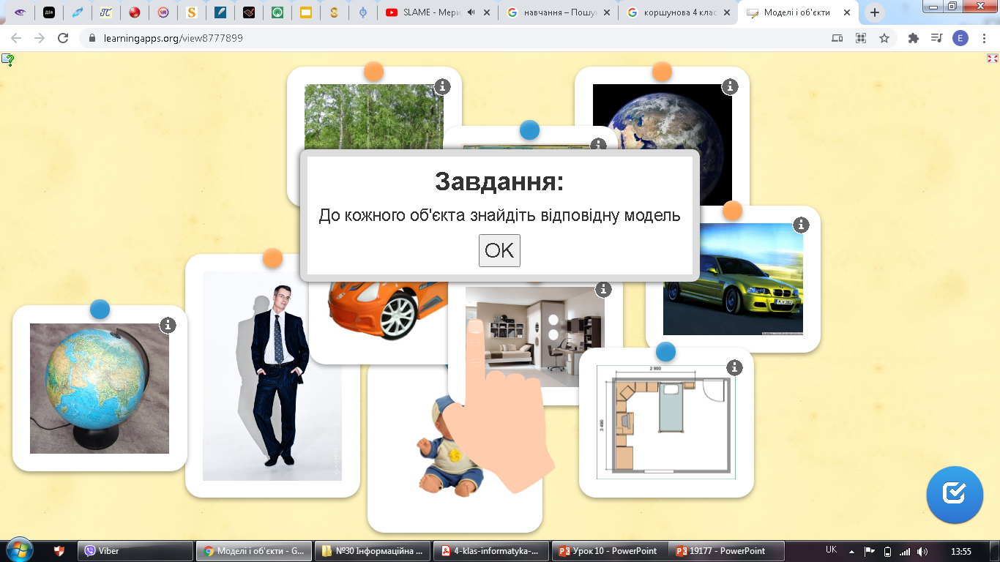 SLAME - Мери
навчання – Пошу
коршунова 4 клас
Моделі і об'єкти
learningapps.org/view8777899
E
Завдання:
До кожного об'єкта знайдіть відповідну модель
OK
2 900
3 400
Viber
Моделі і об'єкти - G...
№30 Інформаційна ...
4-klas-informatyka-...
Урок 10 - PowerPoint
19177 - PowerPoint
UK
13:55